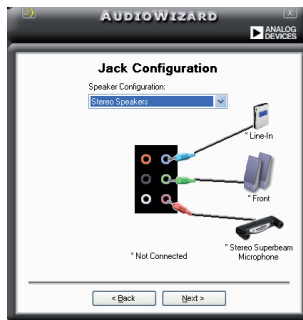 AUDIOWIZARD
ANALOG
DEVICES
Jack Configuration
Speaker Configuration:
Stereo Speakers
* Line-In
* Front
* Stereo Superbeam
Microphone
* Not Connected
< Back
Next >